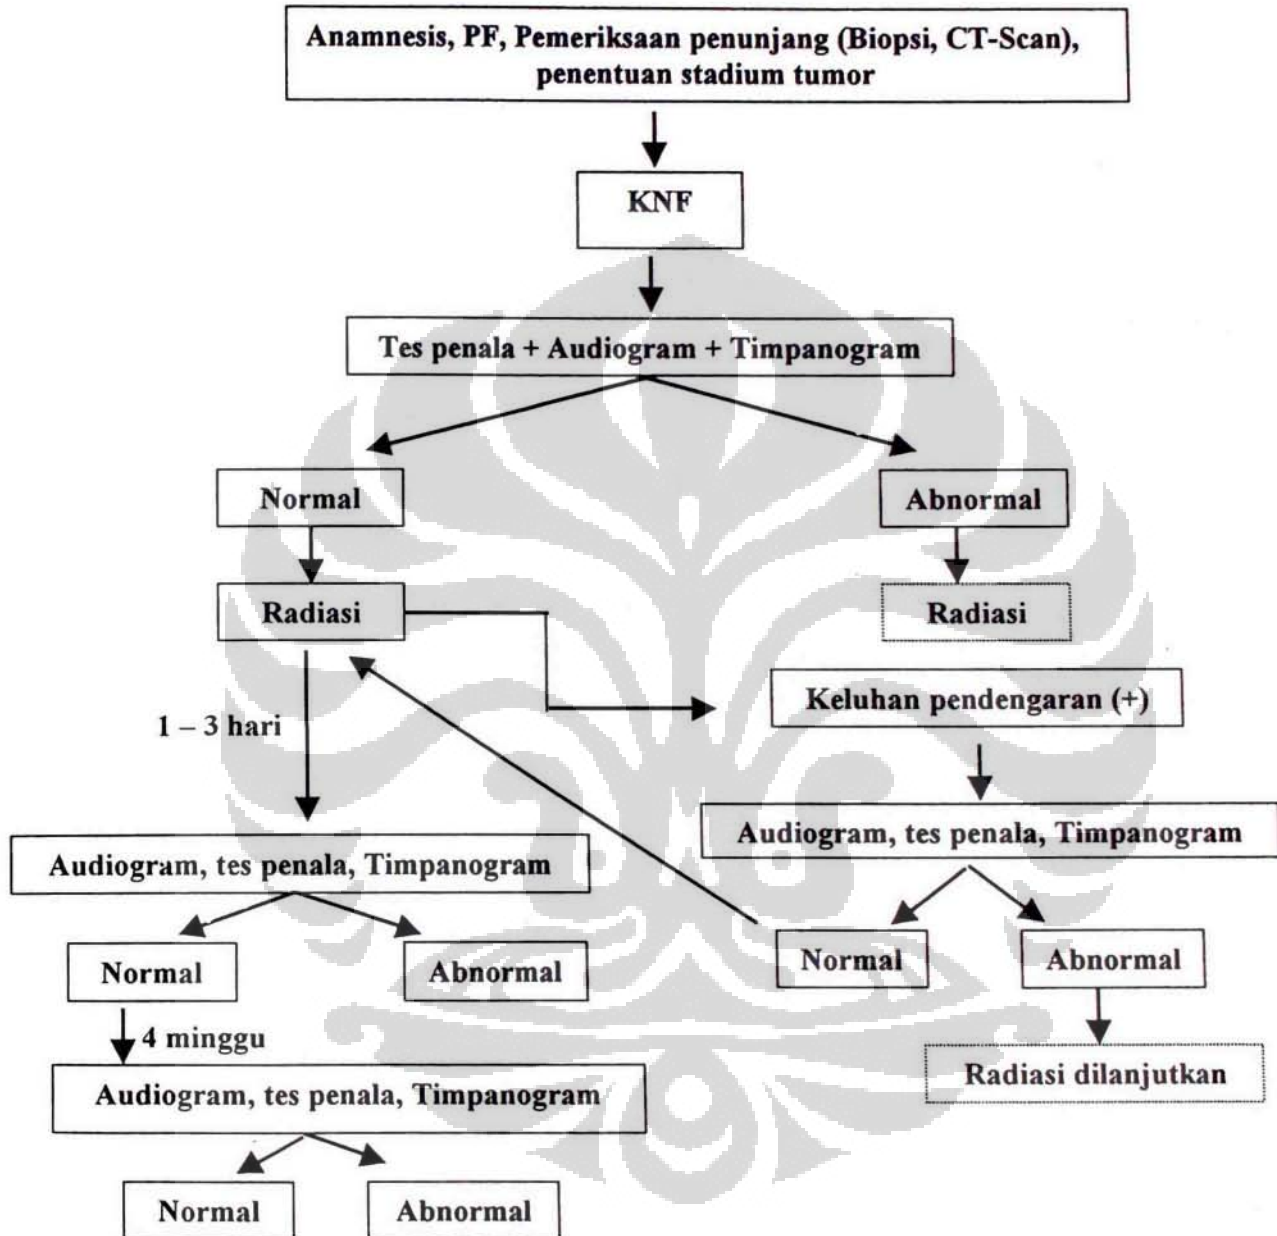 Anamnesis, PF, Pemeriksaan penunjang (Biopsi, CT-Scan),
penentuan stadium tumor
KNF
Tes penala + Audiogram + Timpanogram
Normal
Abnormal
Radiasi
Radiasi
Keluhan pendengaran (+)
1 – 3 hari
Audiogram, tes penala, Timpanogram
Audiogram, tes penala, Timpanogram
Normal
Abnormal
Normal
Abnormal
4 minggu
Radiasi dilanjutkan
Audiogram, tes penala, Timpanogram
Normal
Abnormal